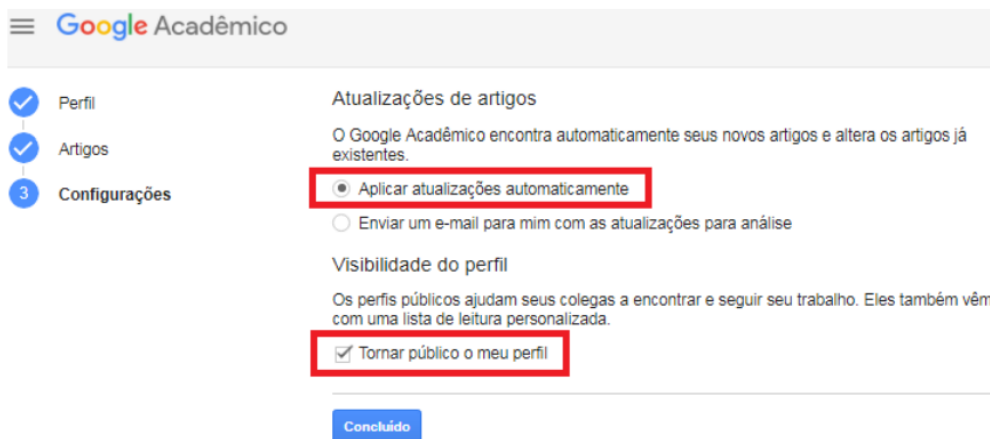 Google Acadêmico
Perfil
Artigos
3 Configurações
Atualizações de artigos
O Google Acadêmico encontra automaticamente seus novos artigos e altera os artigos já
existentes.
Aplicar atualizações automaticamente
Enviar um e-mail para mim com as atualizações para análise
Visibilidade do perfil
Os perfis públicos ajudam seus colegas a encontrar e seguir seu trabalho. Eles também vêm
com uma lista de leitura personalizada.
Tornar público o meu perfil
Concluído